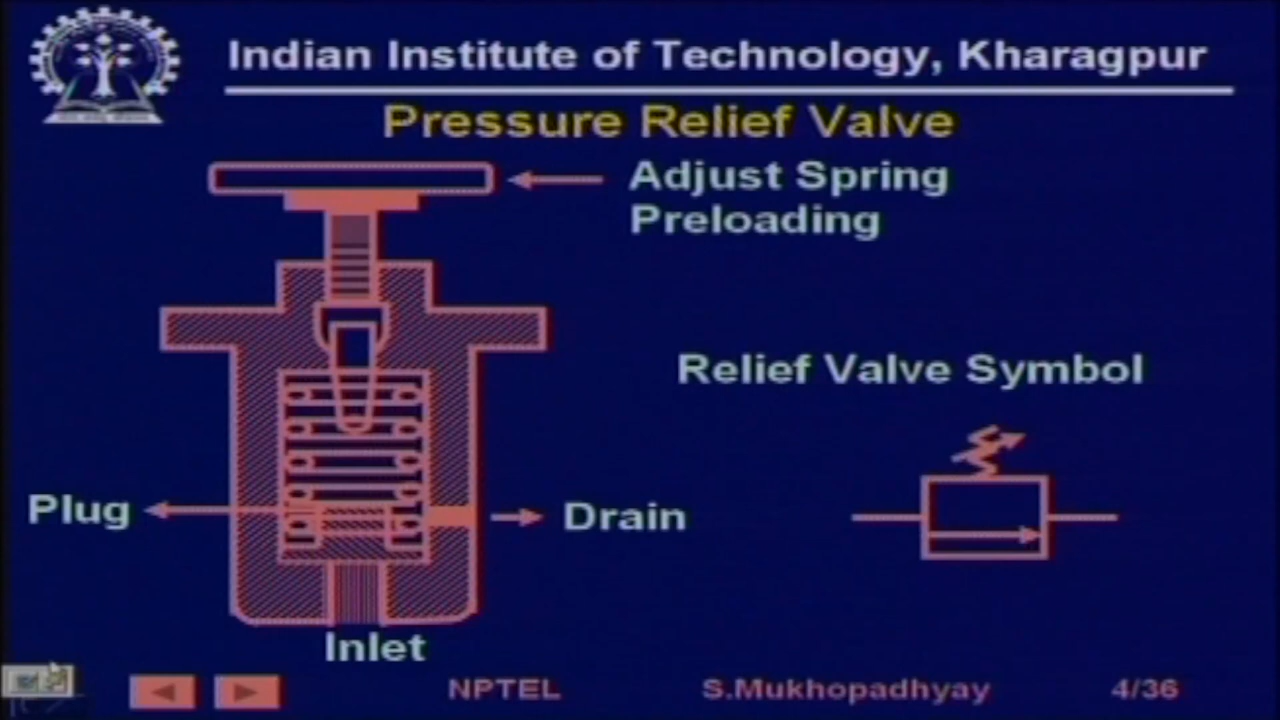 Indian Institute of Technology, Kharagpur
Pressure Relief Valve
Adjust Spring
Preloading
Relief Valve Symbol
Plug
Drain
Inlet
NPTEL
S.Mukhopadhyay
4/36